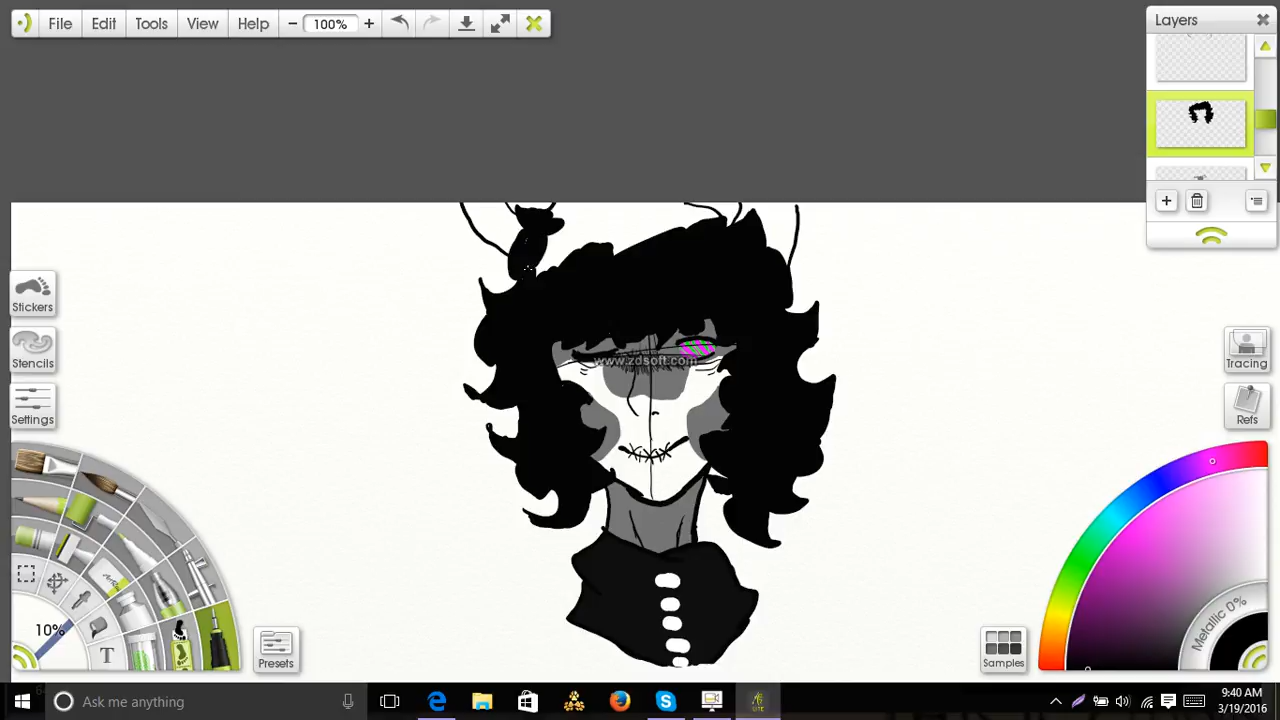 File Edit Tools View Help 100%
Layers
Stickers
Stencils
Settings
www.zdsoft.com
Tracing
Refs
10%
T
Presets
Samples
Metallic 0%
Ask me anything
9:40 AM
3/19/2016